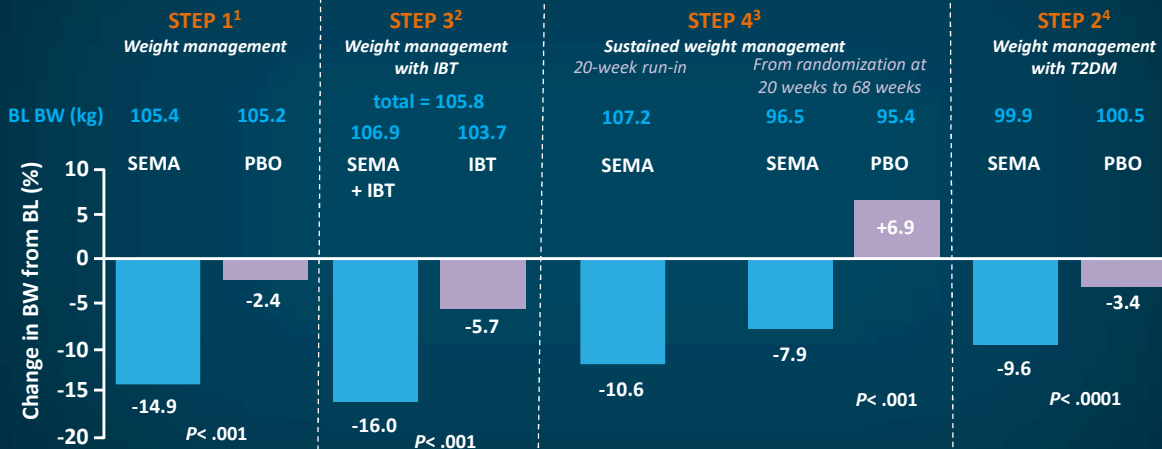 STEP 1¹
Weight management
STEP 3²
Weight management
with IBT
STEP 4³
Sustained weight management
20-week run-in
From randomization at
20 weeks to 68 weeks
STEP 2⁴
Weight management
with T2DM
BL BW (kg)
105.4
105.2
total = 105.8
106.9
103.7
107.2
96.5
95.4
99.9
100.5
SEMA
PBO
SEMA
+ IBT
IBT
SEMA
SEMA
PBO
SEMA
PBO
Change in BW from BL (%)
10
5
0
-5
-10
-15
-20
-14.9
-2.4
P< .001
-16.0
-5.7
P< .001
-10.6
-7.9
+6.9
P< .001
-9.6
-3.4
P< .0001